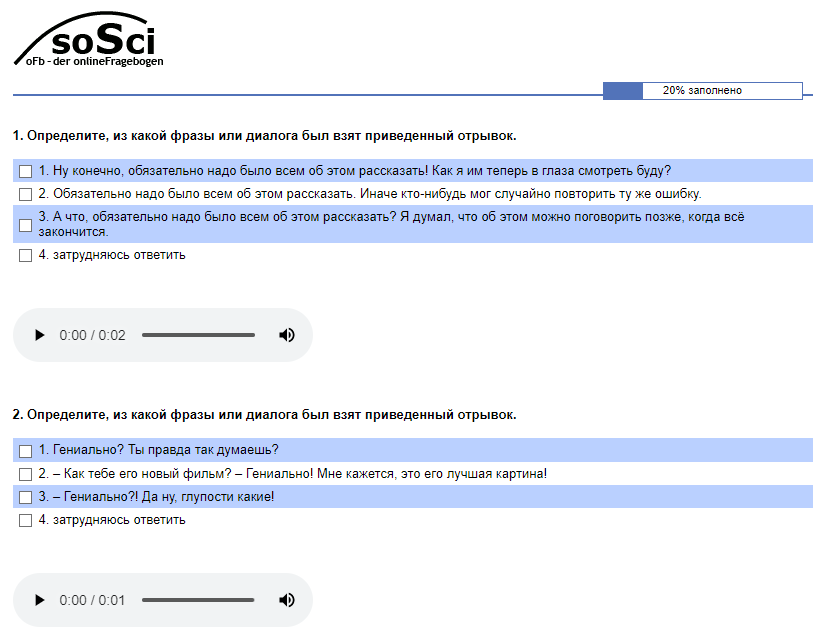 soSci
oFb - der onlineFragebogen
20% заполнено
1. Определите, из какой фразы или диалога был взят приведенный отрывок.
1. Ну конечно, обязательно надо было всем об этом рассказать! Как я им теперь в глаза смотреть буду?
2. Обязательно надо было всем об этом рассказать. Иначе кто-нибудь мог случайно повторить ту же ошибку.
3. А что, обязательно надо было всем об этом рассказать? Я думал, что об этом можно поговорить позже, когда всё
закончится.
4. затрудняюсь ответить
0:00 / 0:02
2. Определите, из какой фразы или диалога был взят приведенный отрывок.
1. Гениально? Ты правда так думаешь?
2. – Как тебе его новый фильм? – Гениально! Мне кажется, это его лучшая картина!
3. – Гениально?! Да ну, глупости какие!
4. затрудняюсь ответить
0:00 / 0:01